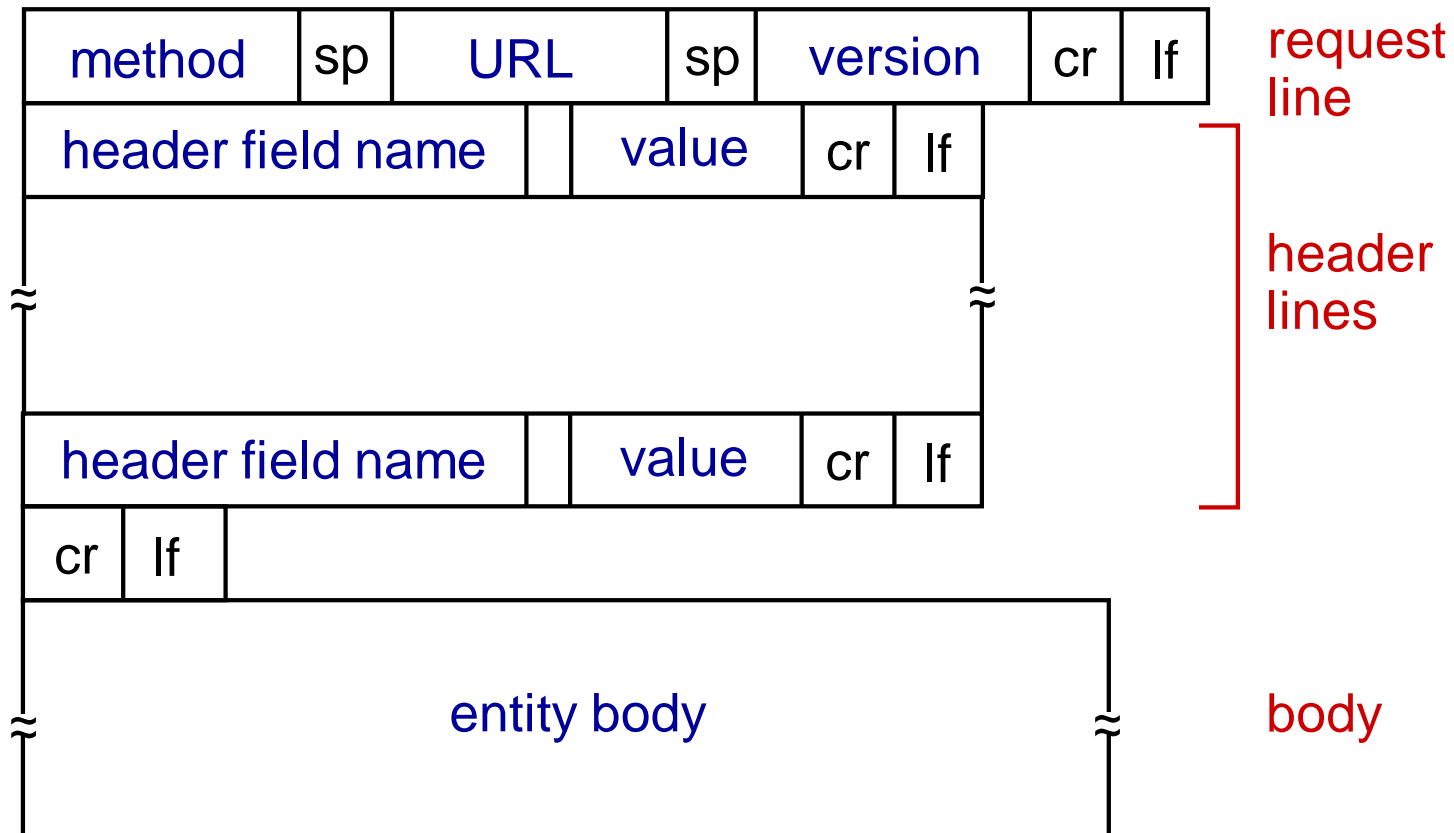 method sp URL sp version cr lf request
line
header field name value cr lf
header
lines
≈ ≈
header field name value cr lf
cr lf
entity body body
≈ ≈